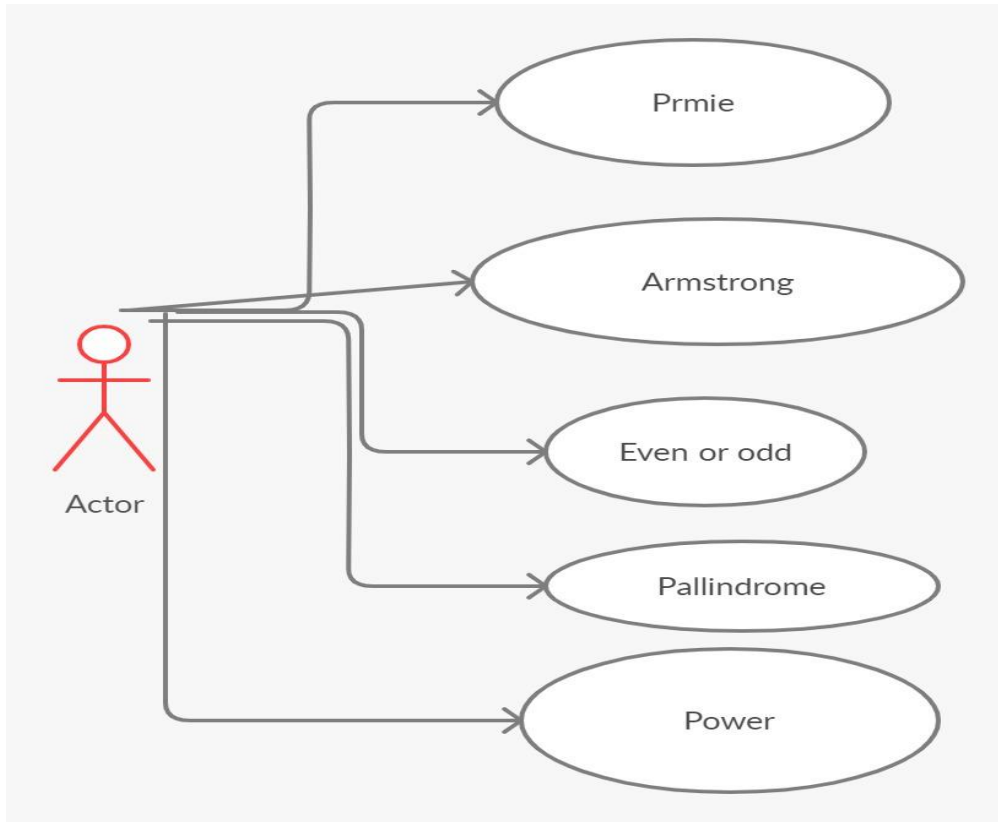 Prmie
Armstrong
Even or odd
Actor
Pallindrome
Power